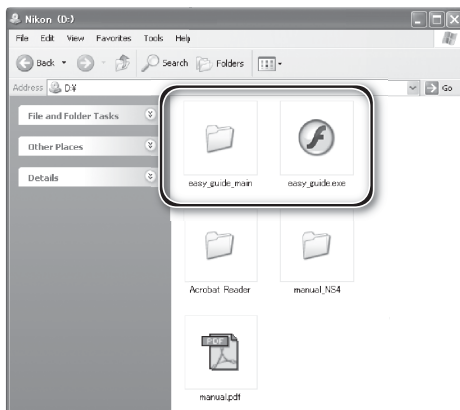 Nikon (D:)
File Edit View Favorites Tools Help
Back Search Folders
Address D:¥ Go
File and Folder Tasks
Other Places
Details
easy_guide_main easy_guide.exe
Acrobat Reader manual_NS4
PDF
manual.pdf